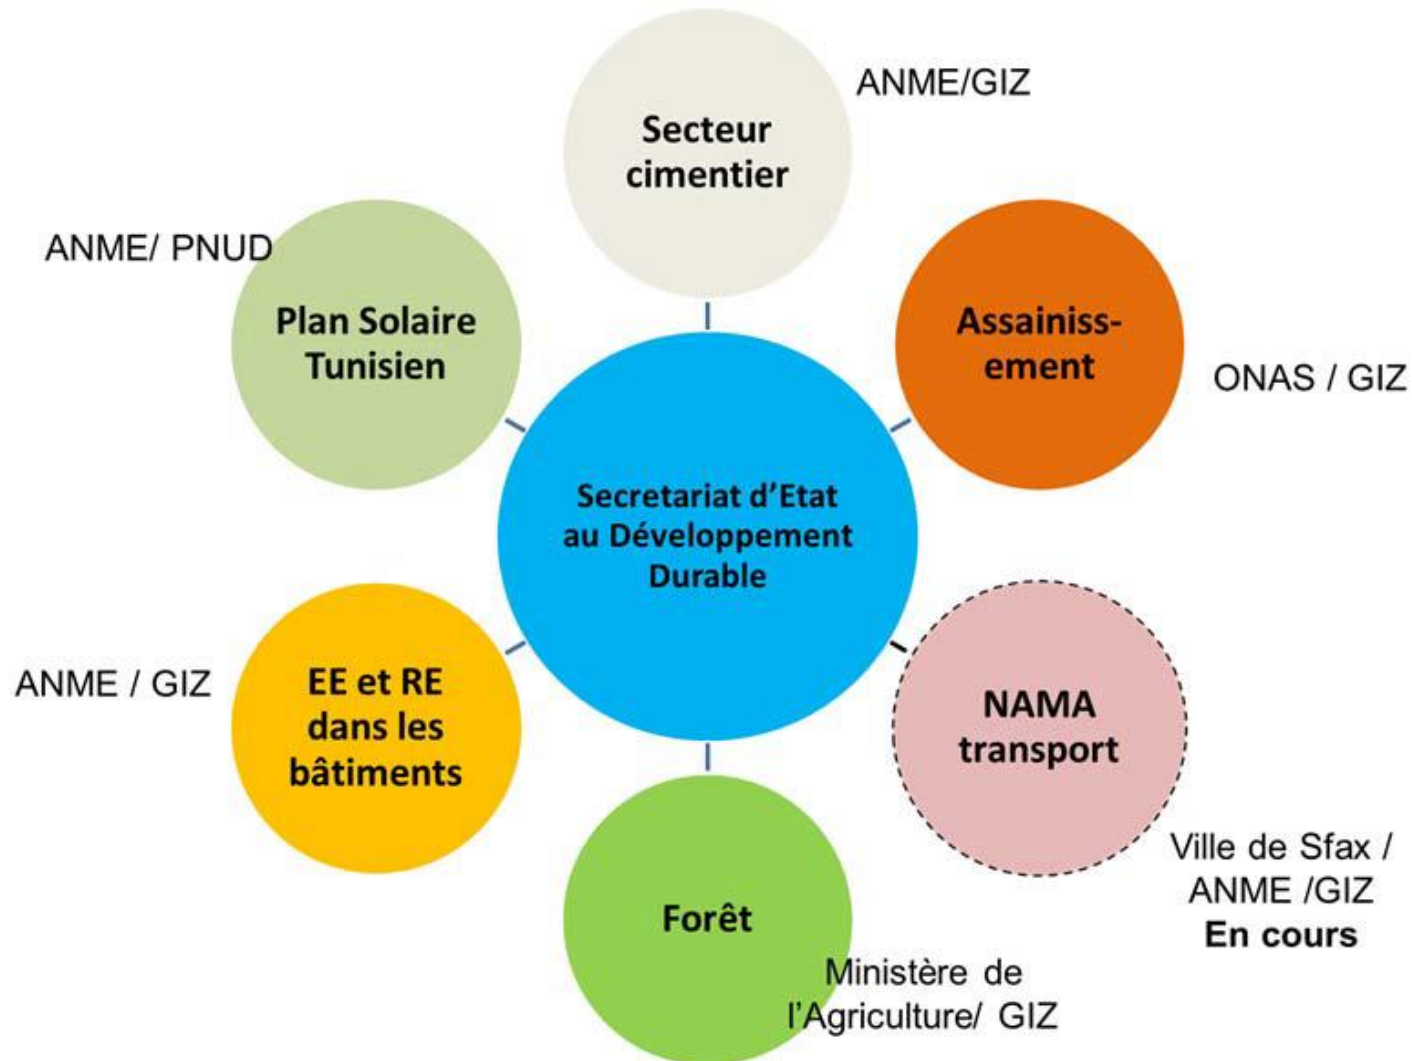 ANME/GIZ
Secteur
cimentier
ANME/ PNUD
Plan Solaire
Tunisien
Assainiss-
ement
ONAS / GIZ
Secretariat d’Etat
au Développement
Durable
ANME / GIZ
EE et RE
dans les
bâtiments
NAMA
transport
Ville de Sfax /
ANME /GIZ
En cours
Forêt
Ministère de
l’Agriculture/ GIZ